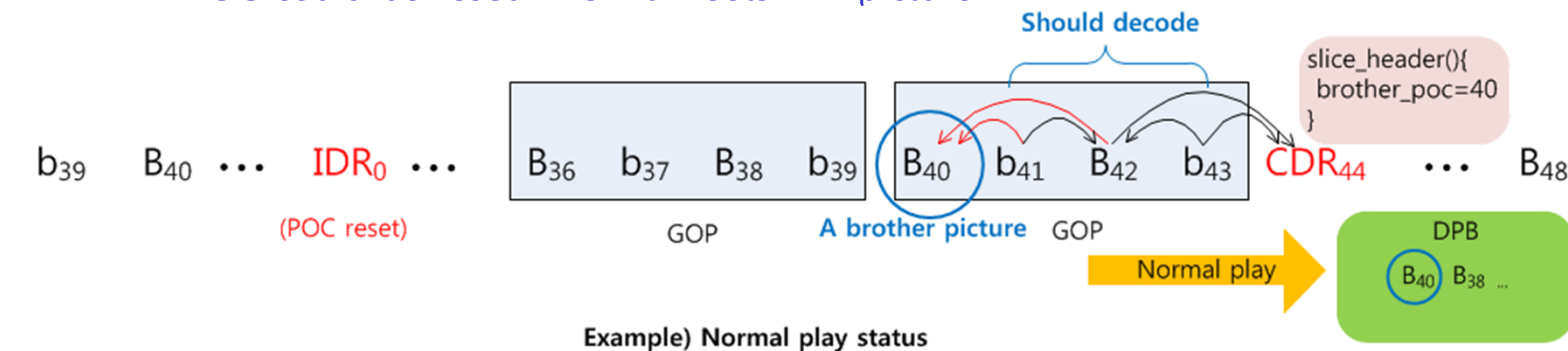 Should decode
slice_header(){
brother_poc=40
}
b39 B40 ... IDR0 ... B36 b37 B38 b39 B40 b41 B42 b43 CDR44 ... B48
(POC reset) GOP A brother picture GOP
DPB
Normal play
B40 B38 ...
Example) Normal play status